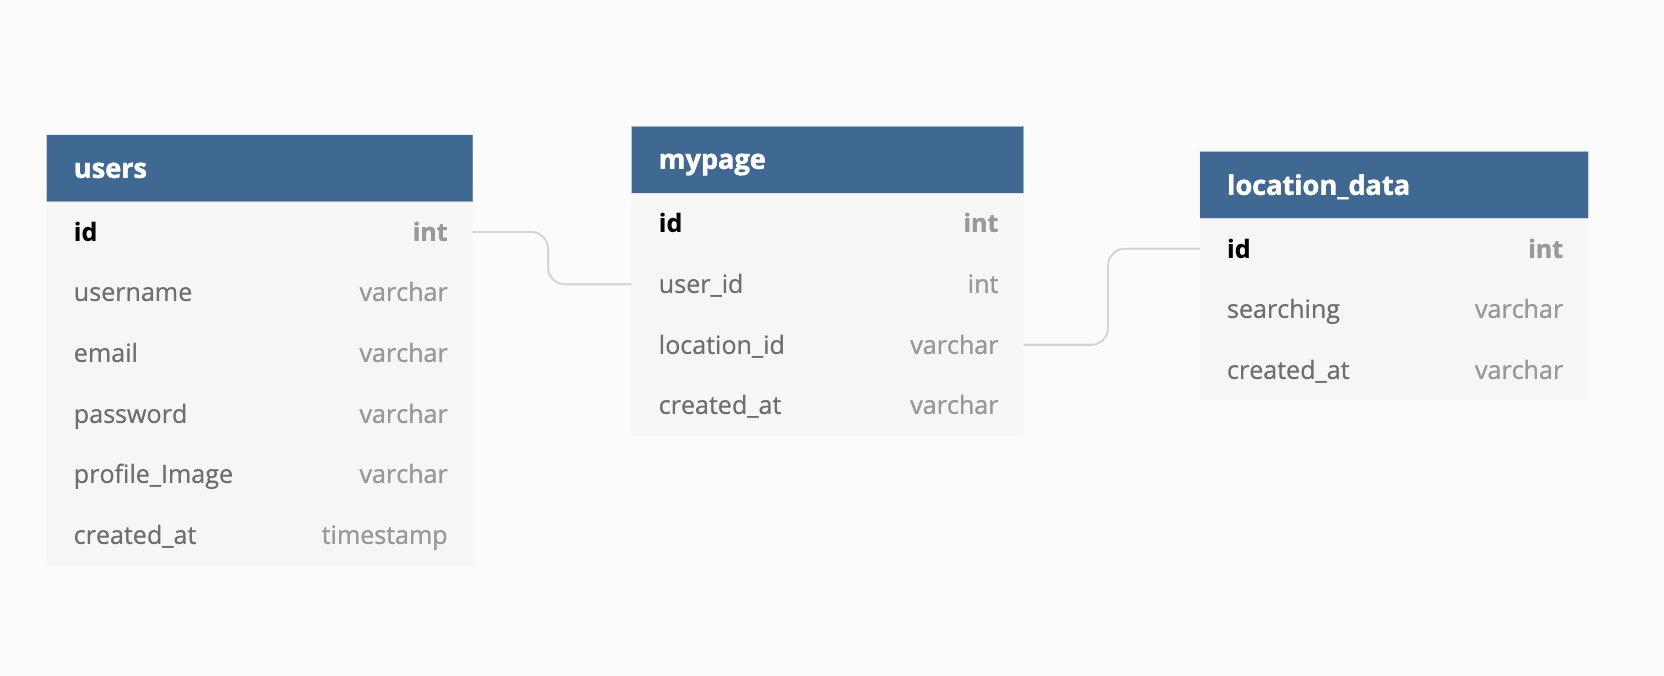 users
id int
username varchar
email varchar
password varchar
profile_Image varchar
created_at timestamp
mypage
id int
user_id int
location_id varchar
created_at varchar
location_data
id int
searching varchar
created_at varchar